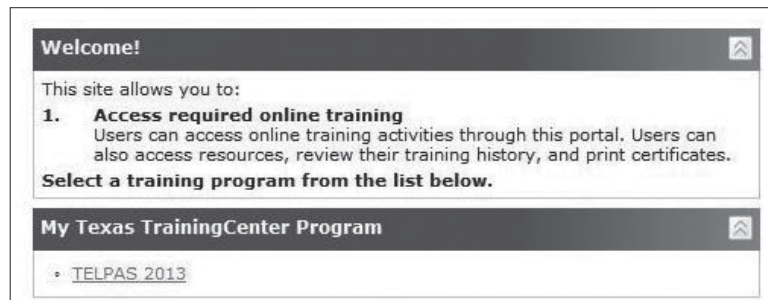 Welcome!
This site allows you to:
1. Access required online training
Users can access online training activities through this portal. Users can
also access resources, review their training history, and print certificates.
Select a training program from the list below.
My Texas TrainingCenter Program
• TELPAS 2013